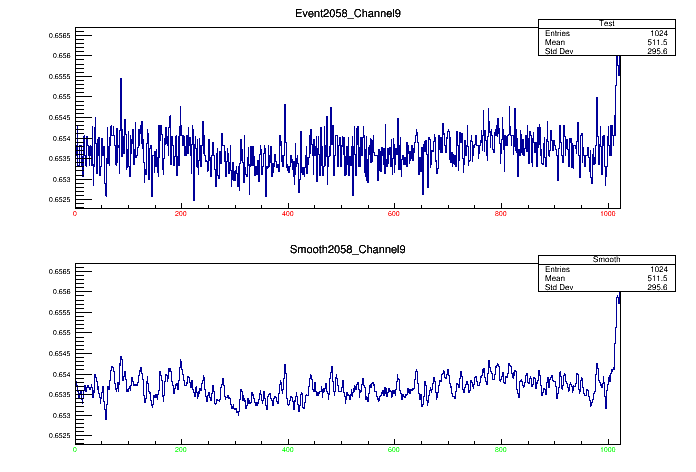 Event2058_Channel9
Test
Entries 1024
Mean 511.5
Std Dev 295.6
0.6565
0.656
0.6555
0.655
0.6545
0.654
0.6535
0.653
0.6525
0 200 400 600 800 1000
Smooth2058_Channel9
Smooth
Entries 1024
Mean 511.5
Std Dev 295.6
0.6565
0.656
0.6555
0.655
0.6545
0.654
0.6535
0.653
0.6525
0 200 400 600 800 1000